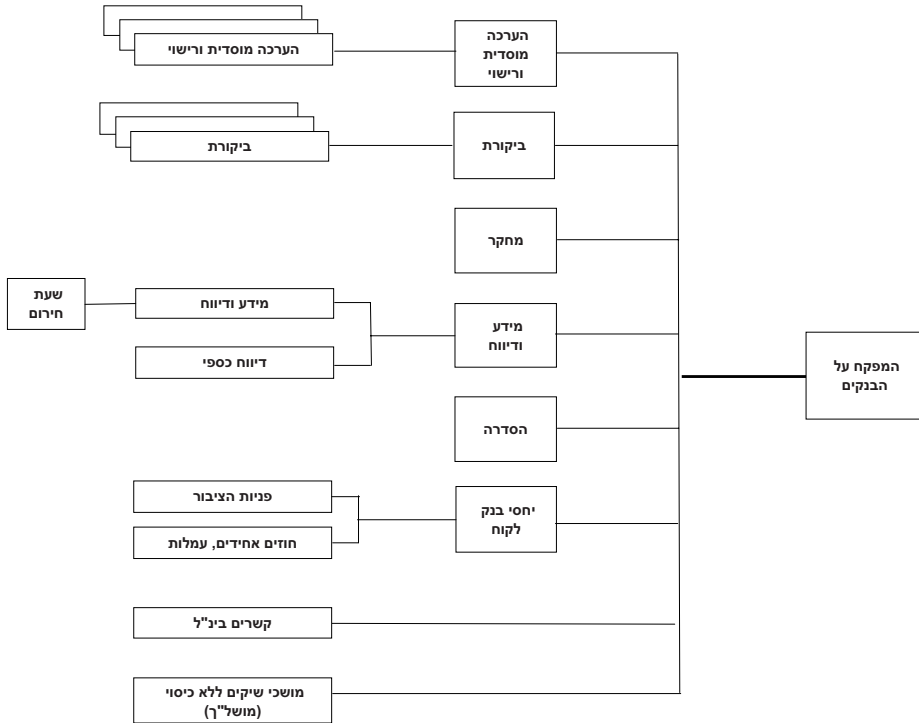 המפקח על
הבנקים
הערכה
מוסדית
ורישוי
הערכה מוסדית ורישוי
ביקורת
ביקורת
מחקר
מידע
ודיווח
מידע ודיווח
שעת
חירום
דיווח כספי
הסדרה
יחסי בנק
לקוח
פניות הציבור
חוזים אחידים, עמלות
קשרים בינ"ל
מושכי שיקים ללא כיסוי
(מושל"ך)